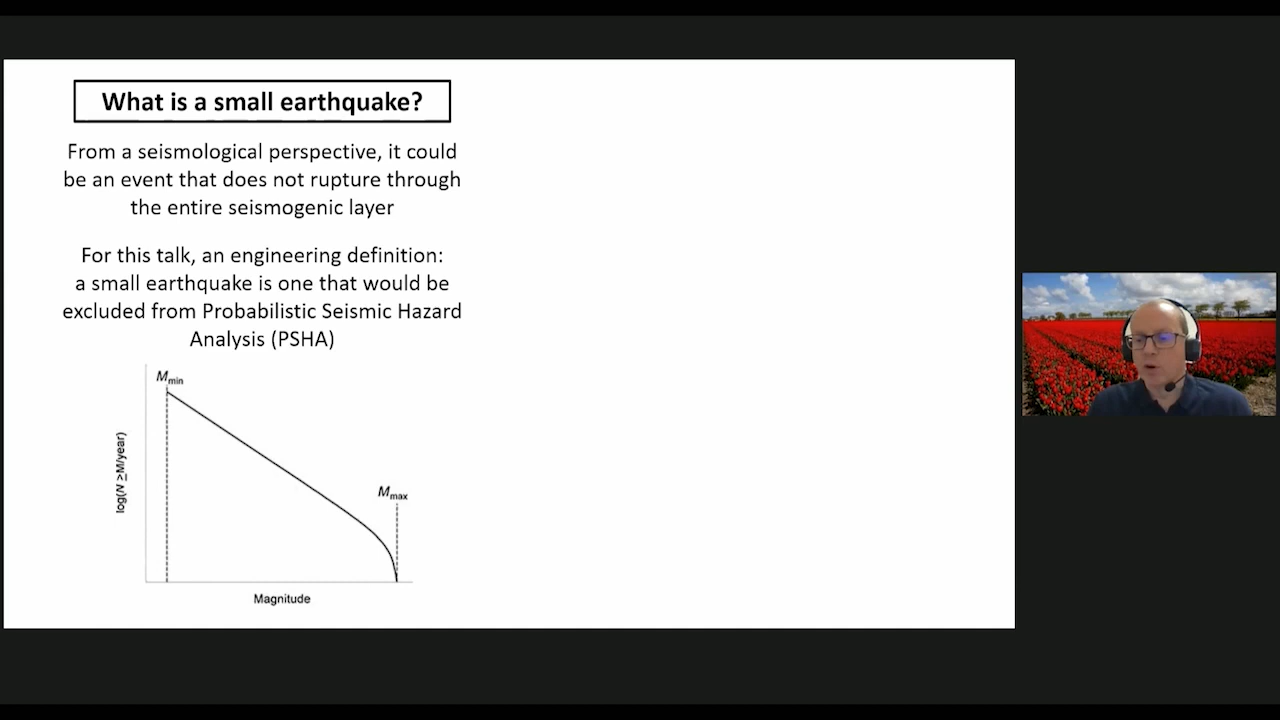 What is a small earthquake?
From a seismological perspective, it could
be an event that does not rupture through
the entire seismogenic layer
For this talk, an engineering definition:
a small earthquake is one that would be
excluded from Probabilistic Seismic Hazard
Analysis (PSHA)
Mmin
Mmax
log(N ≥M/year)
Magnitude